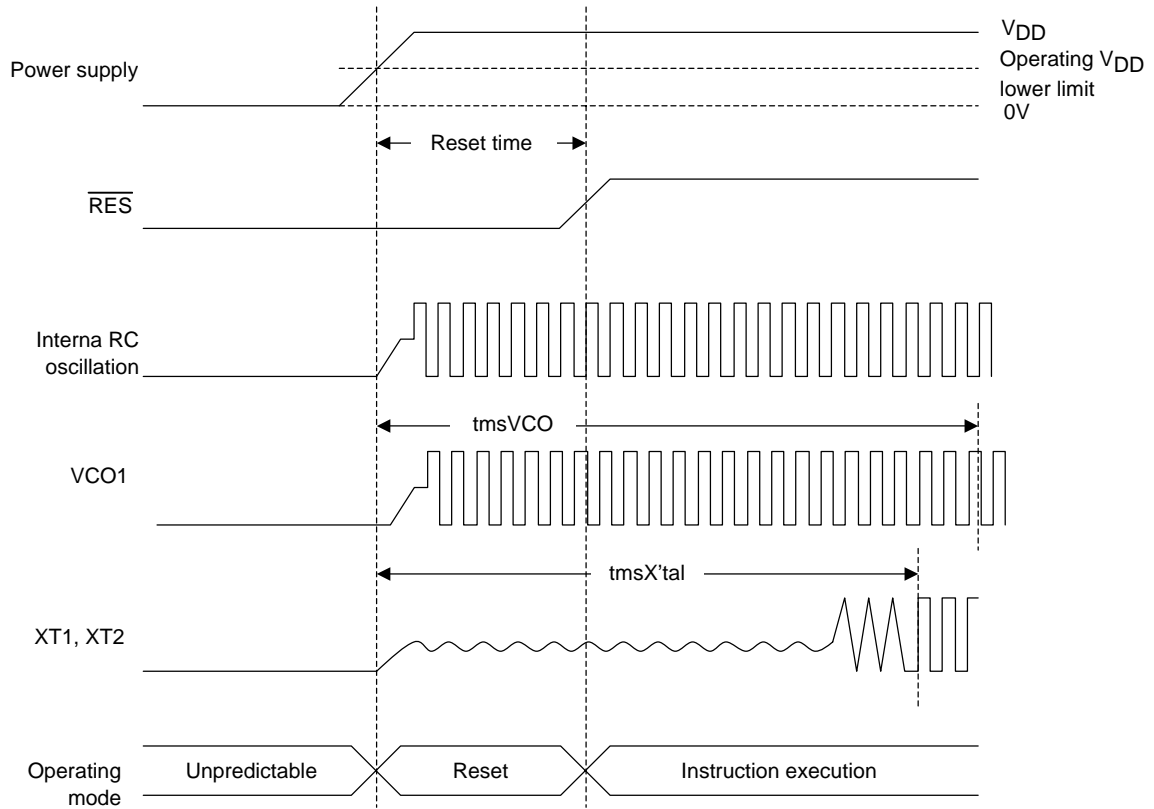 VDD
Power supply
Operating VDD
lower limit
0V
Reset time
RES
Interna RC
oscillation
tmsVCO
VCO1
tmsX'tal
XT1, XT2
Operating
mode
Unpredictable
Reset
Instruction execution